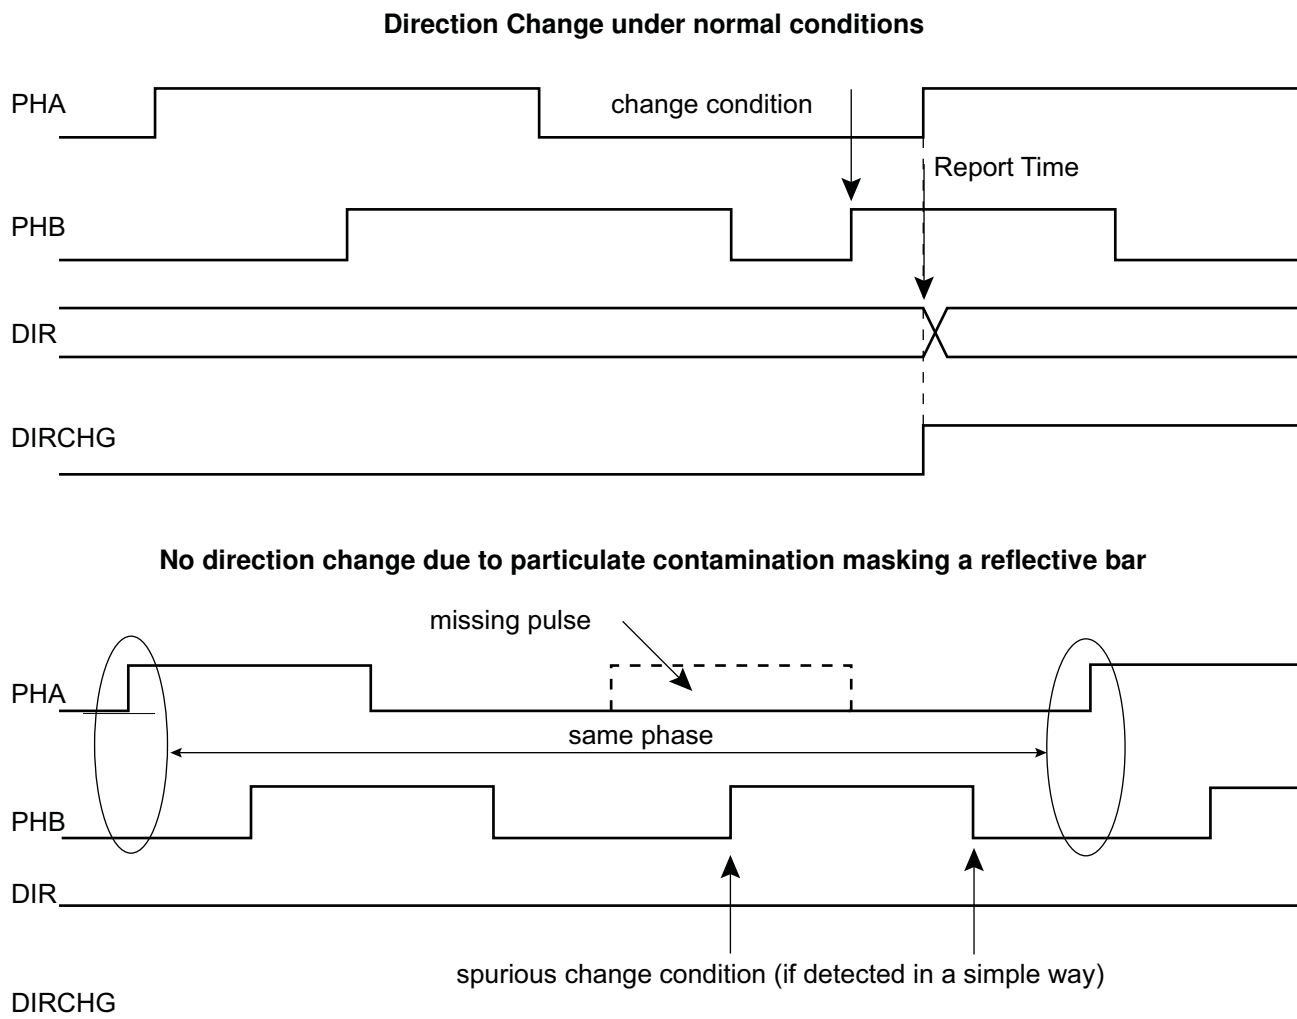 Direction Change under normal conditions
PHA
change condition
Report Time
PHB
DIR
DIRCHG
No direction change due to particulate contamination masking a reflective bar
missing pulse
PHA
same phase
PHB
DIR
spurious change condition (if detected in a simple way)
DIRCHG